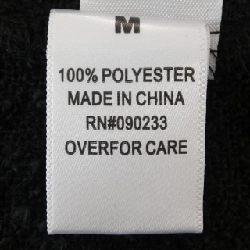 M
100% POLYESTER
MADE IN CHINA
RN#090233
OVERFOR CARE